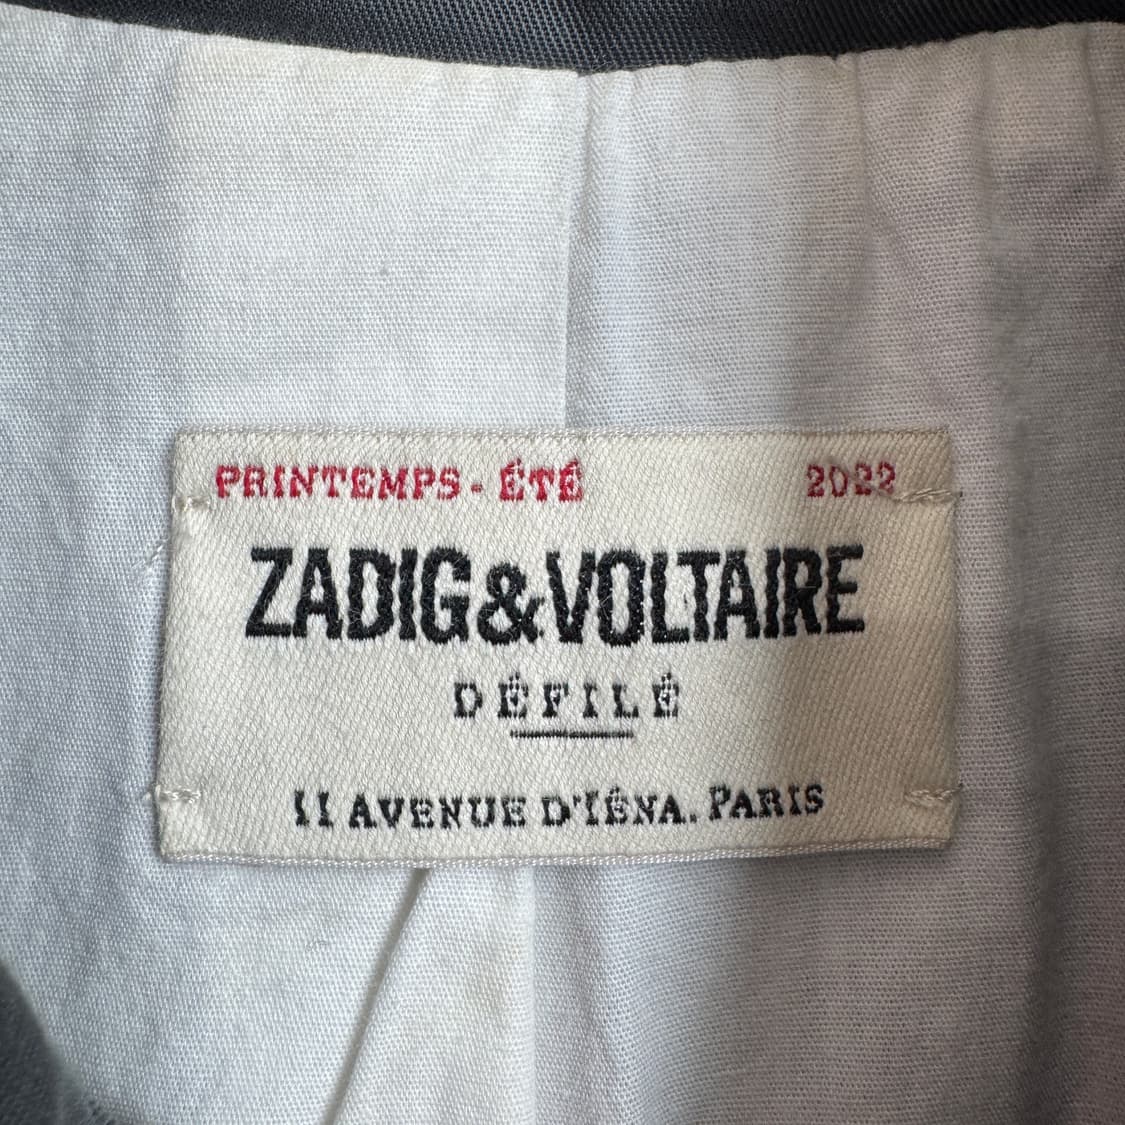 PRINTEMPS - ÉTÉ 2022
ZADIG&VOLTAIRE
DÉFILÉ
11 AVENUE D'IÉNA. PARIS